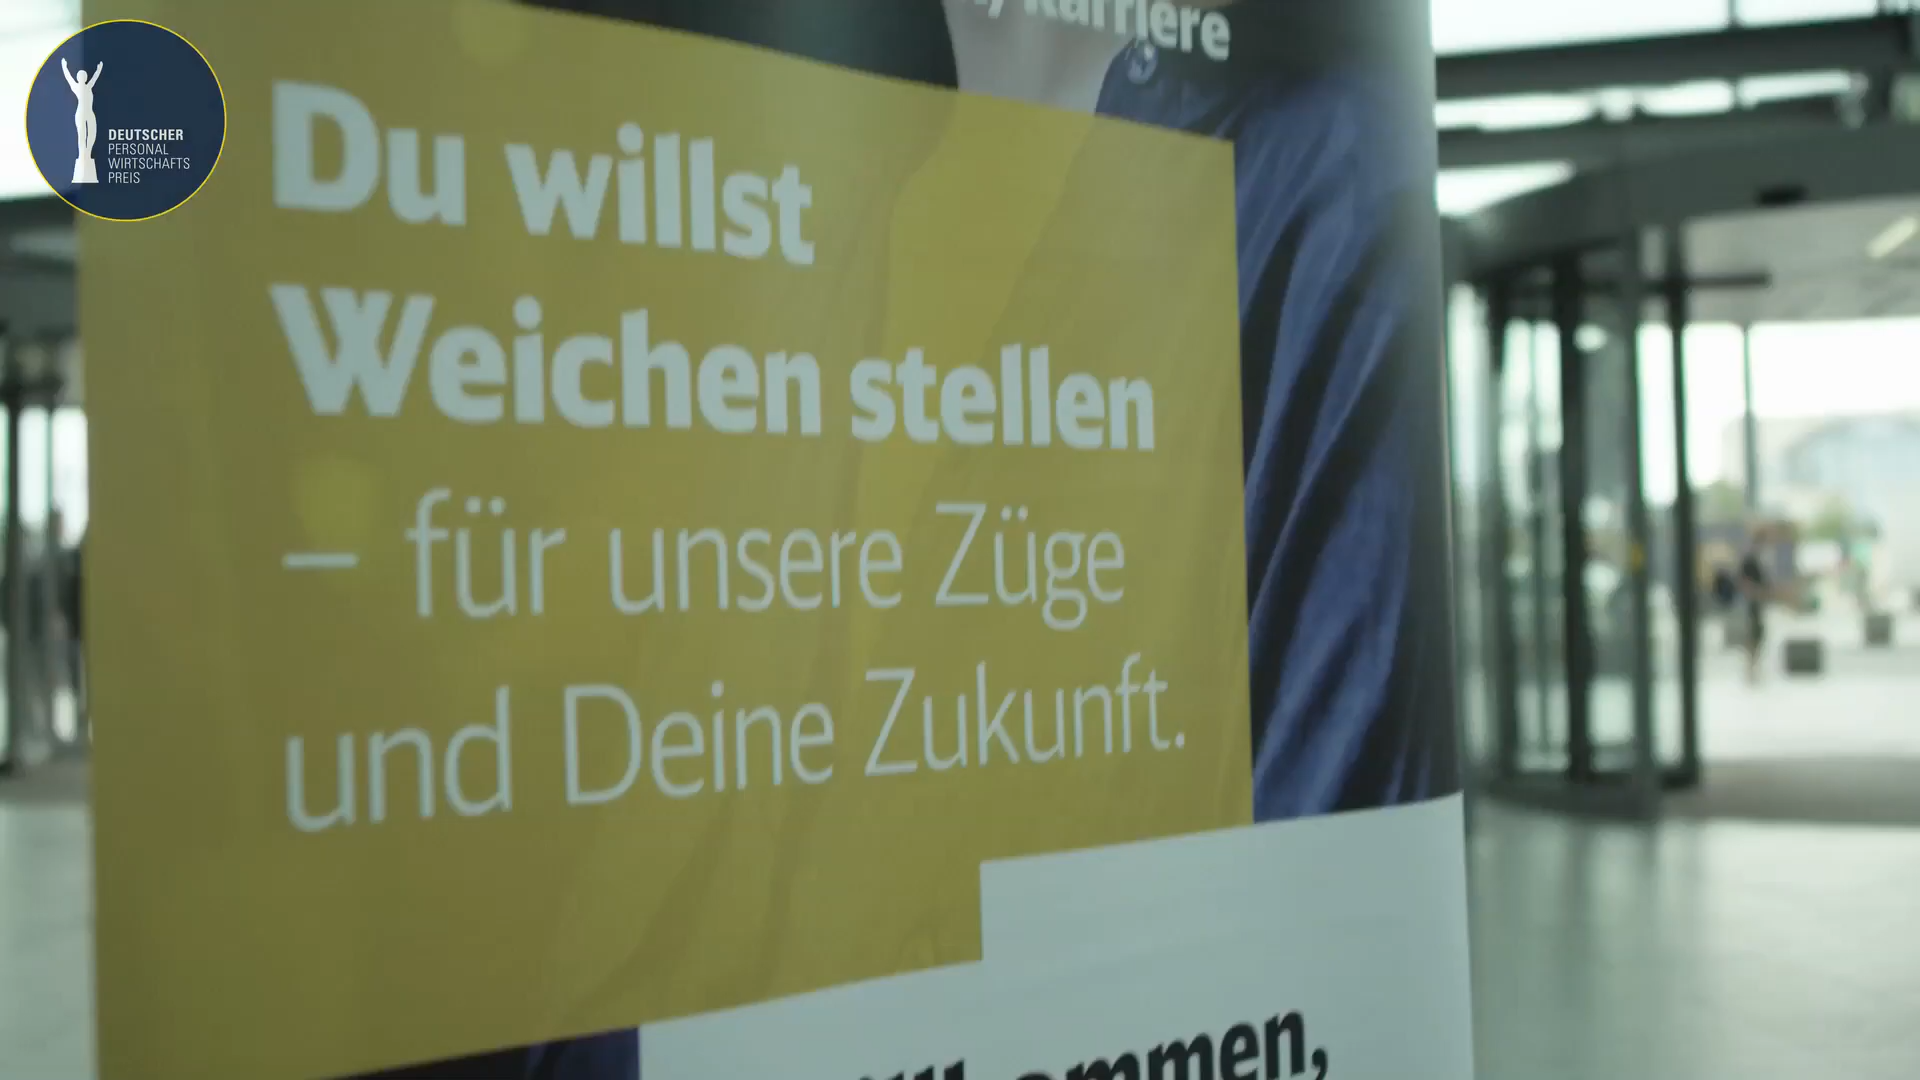 DEUTSCHER
PERSONAL
WIRTSCHAFTS
PREIS
Karriere
Du willst
Weichen stellen
– für unsere Züge
und Deine Zukunft.